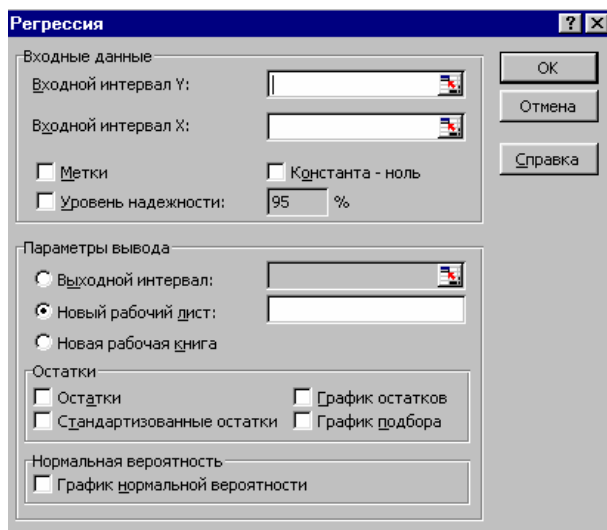 Регрессия
Входные данные
Входной интервал Y:
Входной интервал X:
Метки
Константа - ноль
Уровень надежности:
95 %
OK
Отмена
Справка
Параметры вывода
Выходной интервал:
Новый рабочий лист:
Новая рабочая книга
Остатки
Остатки
График остатков
Стандартизованные остатки
График подбора
Нормальная вероятность
График нормальной вероятности